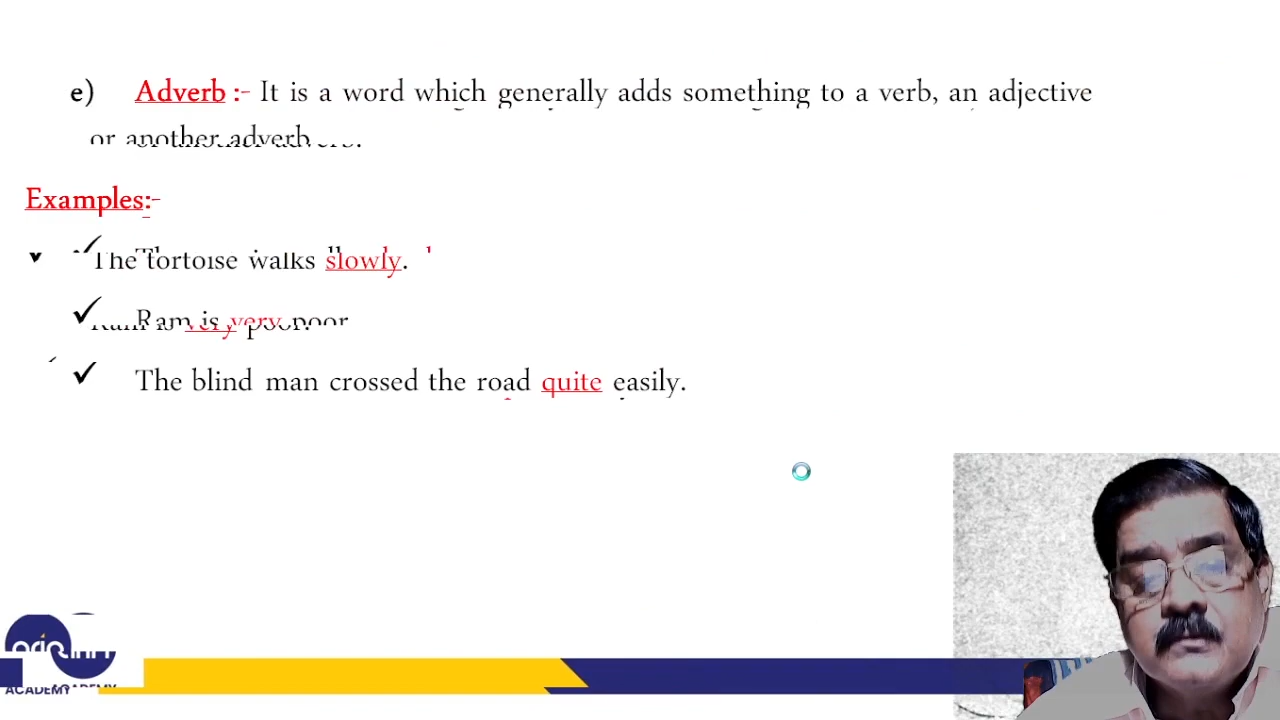 e) Adverb :- It is a word which generally adds something to a verb, an adjective
or another adverb.
Examples:-
✓ The Tortoise walks slowly.
✓ Ram is very poor
✓ The blind man crossed the road quite easily.
ACADEMY